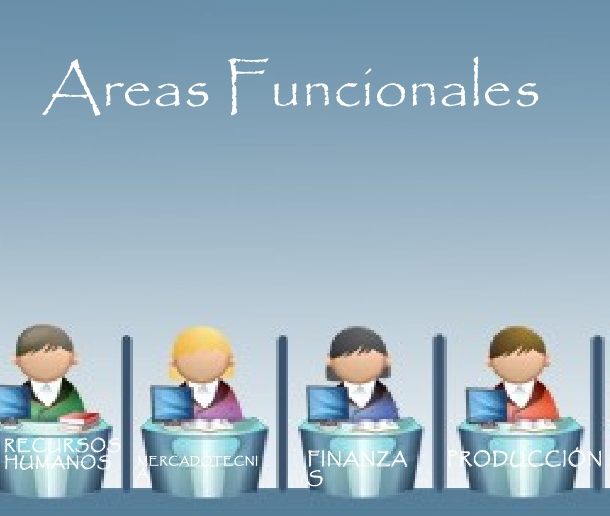 Areas Funcionales
RECURSOS
HUMANOS
MERCADOTECNI
A
FINANZA
S
PRODUCCIÓN